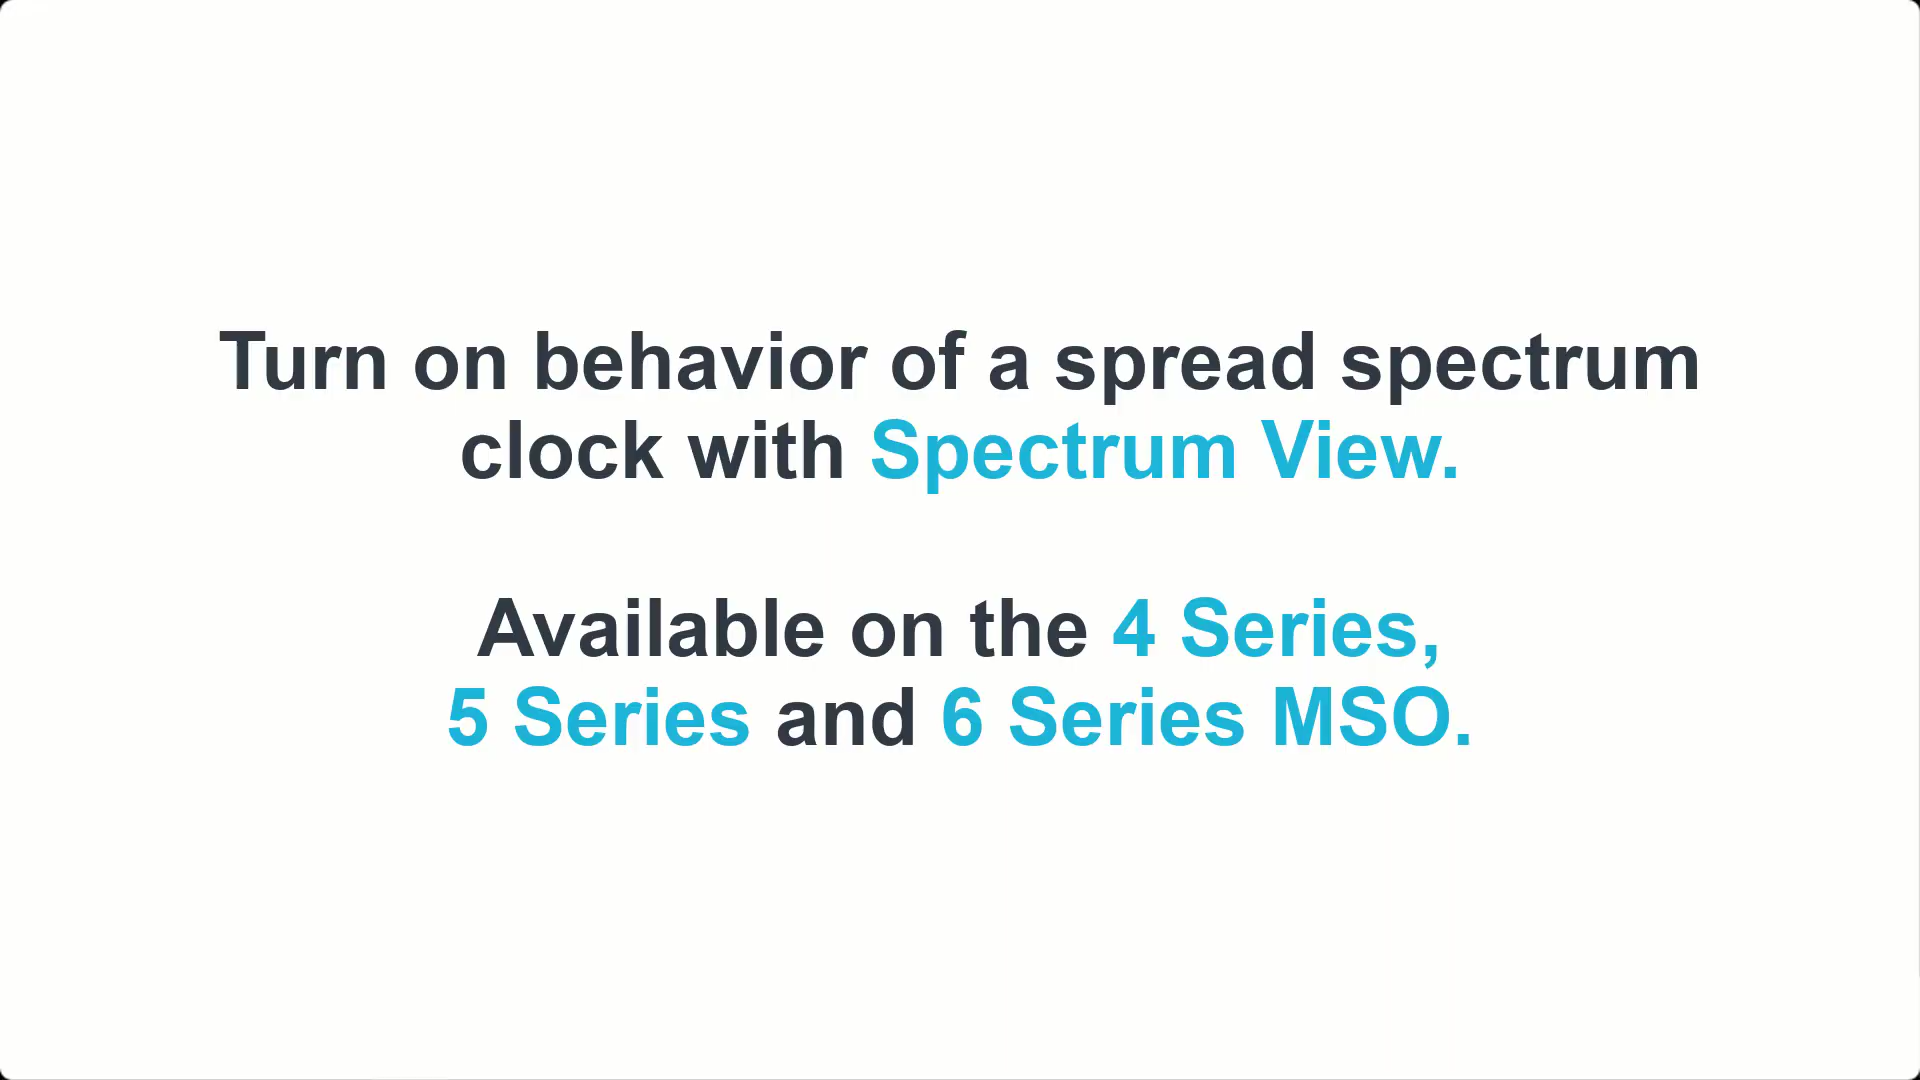 Turn on behavior of a spread spectrum
clock with Spectrum View.
Available on the 4 Series,
5 Series and 6 Series MSO.